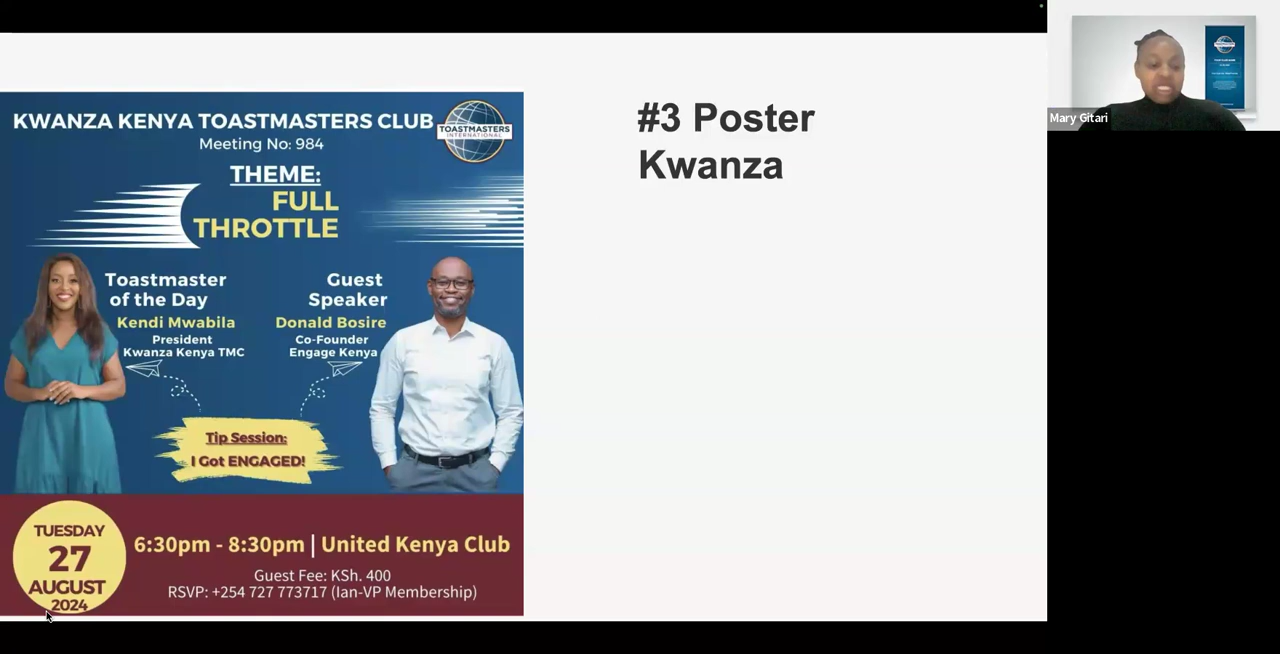 KWANZA KENYA TOASTMASTERS CLUB
TOASTMASTERS
INTERNATIONAL
Meeting No: 984
THEME:
FULL
THROTTLE
Toastmaster
of the Day
Kendi Mwabila
President
Kwanza Kenya TMC
Guest
Speaker
Donald Bosire
Co-Founder
Engage Kenya
Tip Session:
I Got ENGAGED!
TUESDAY
27
AUGUST
2024
6:30pm - 8:30pm | United Kenya Club
Guest Fee: KSh. 400
RSVP: +254 727 773717 (Ian-VP Membership)
#3 Poster
Kwanza
TOASTMASTERS
Mary Gitari